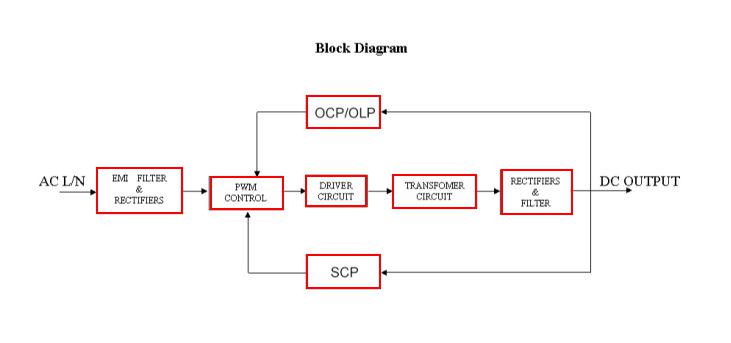 Block Diagram
OCP/OLP
AC L/N
EMI FILTER
&
RECTIFIERS
PWM
CONTROL
DRIVER
CIRCUIT
TRANSFOMER
CIRCUIT
RECTIFIERS
&
FILTER
DC OUTPUT
SCP